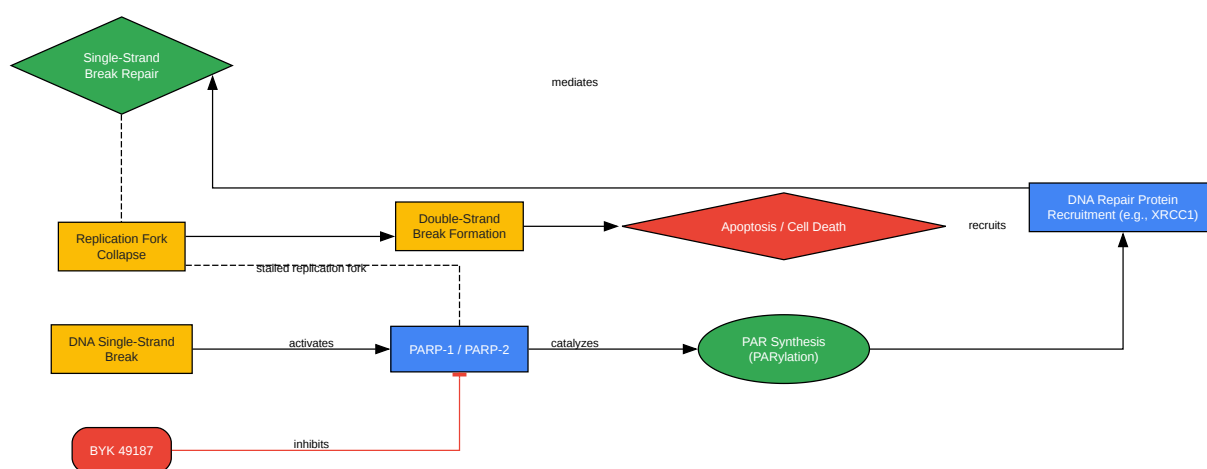 Single-Strand
Break Repair
mediates
DNA Repair Protein
Recruitment (e.g., XRCC1)
Double-Strand
Break Formation
Apoptosis / Cell Death
recruits
Replication Fork
Collapse
stalled replication fork
DNA Single-Strand
Break
activates
PARP-1 / PARP-2
catalyzes
PAR Synthesis
(PARylation)
inhibits
BYK 49187